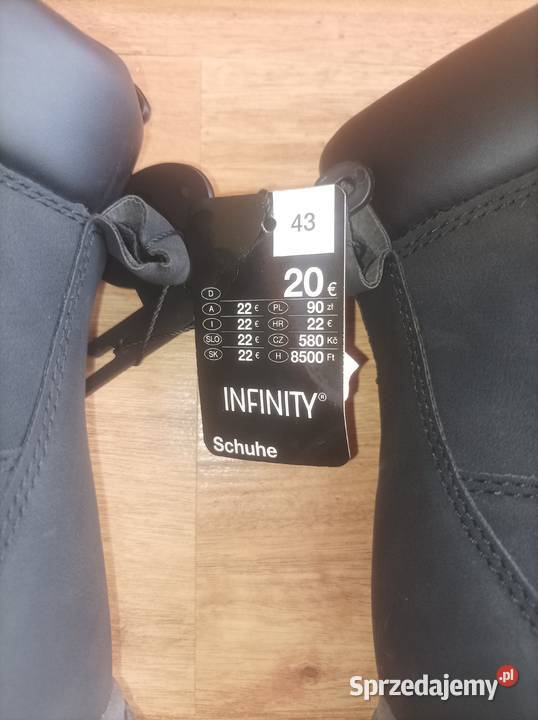 43
D 20 €
A 22 € PL 90 zł
I 22 € HR 22 €
SLO 22 € CZ 580 Kč
SK 22 € H 8500 Ft
INFINITY®
Schuhe
Sprzedajemy.pl